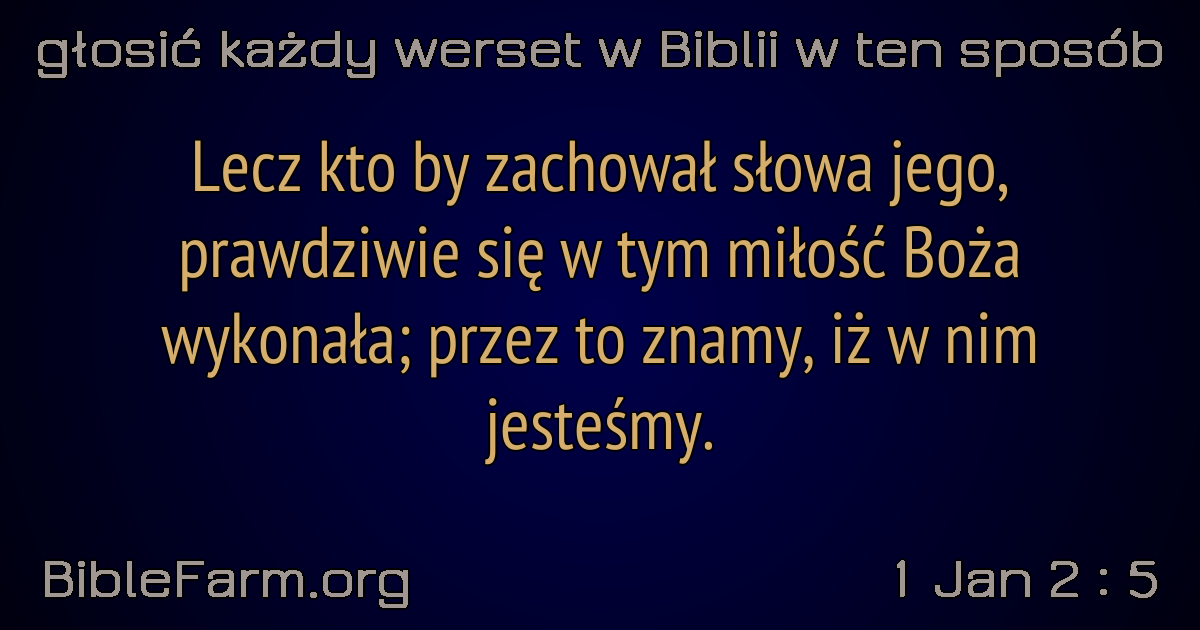 głosić każdy werset w Biblii w ten sposób
Lecz kto by zachował słowa jego,
prawdziwie się w tym miłość Boża
wykonała; przez to znamy, iż w nim
jesteśmy.
BibleFarm.org
1 Jan 2 : 5